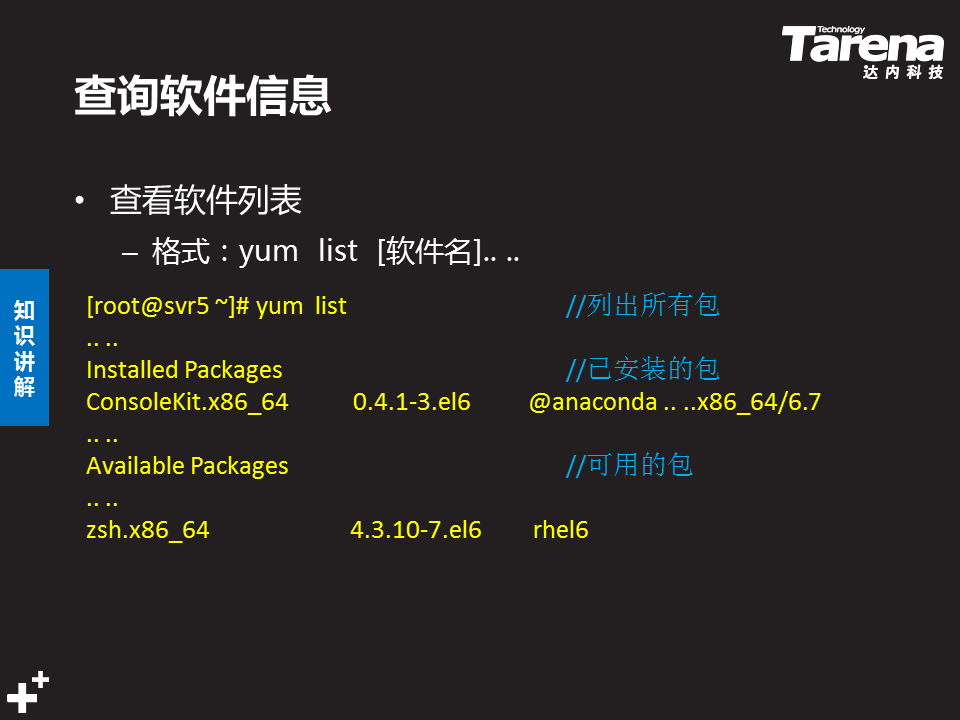 Technology
Tarena
达内科技
查询软件信息
• 查看软件列表
– 格式：yum list [软件名].. ..
知识讲解
[root@svr5 ~]# yum list //列出所有包
.. ..
Installed Packages //已安装的包
ConsoleKit.x86_64 0.4.1-3.el6 @anaconda .. ..x86_64/6.7
.. ..
Available Packages //可用的包
.. ..
zsh.x86_64 4.3.10-7.el6 rhel6